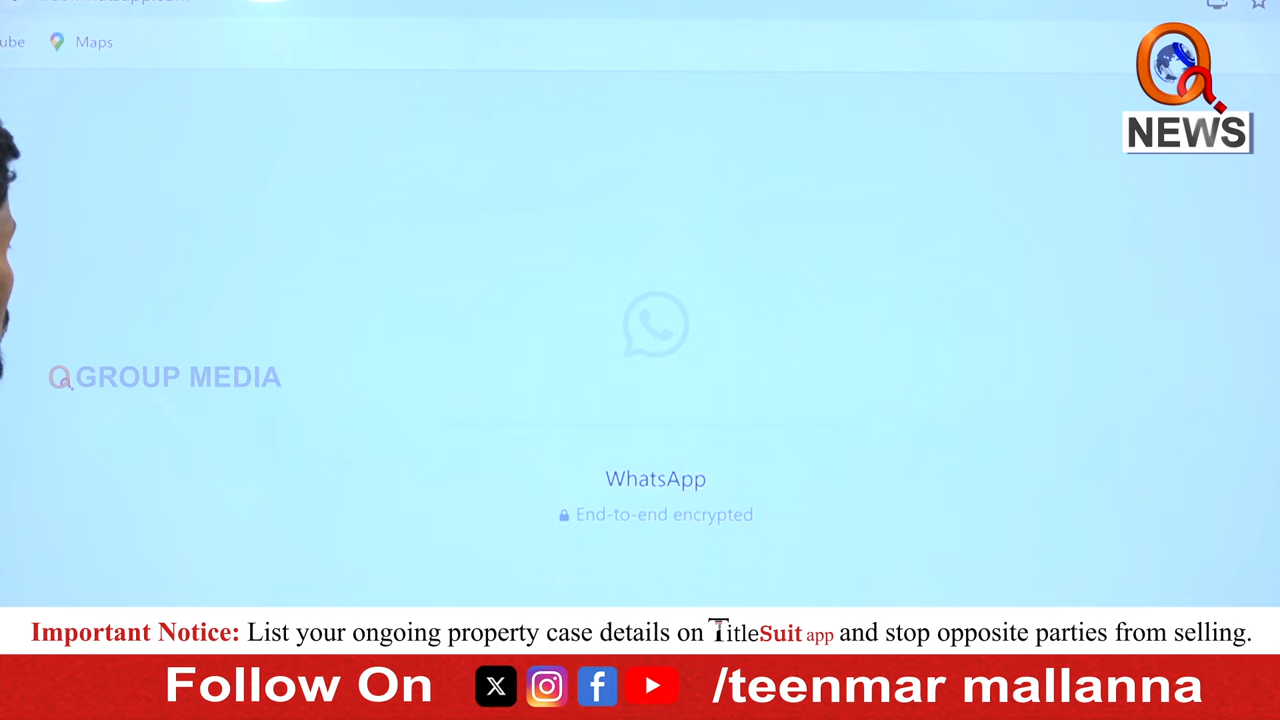 ube Maps
Q NEWS
Q GROUP MEDIA
WhatsApp
End-to-end encrypted
Important Notice: List your ongoing property case details on TitleSuit app and stop opposite parties from selling.
Follow On /teenmar mallanna